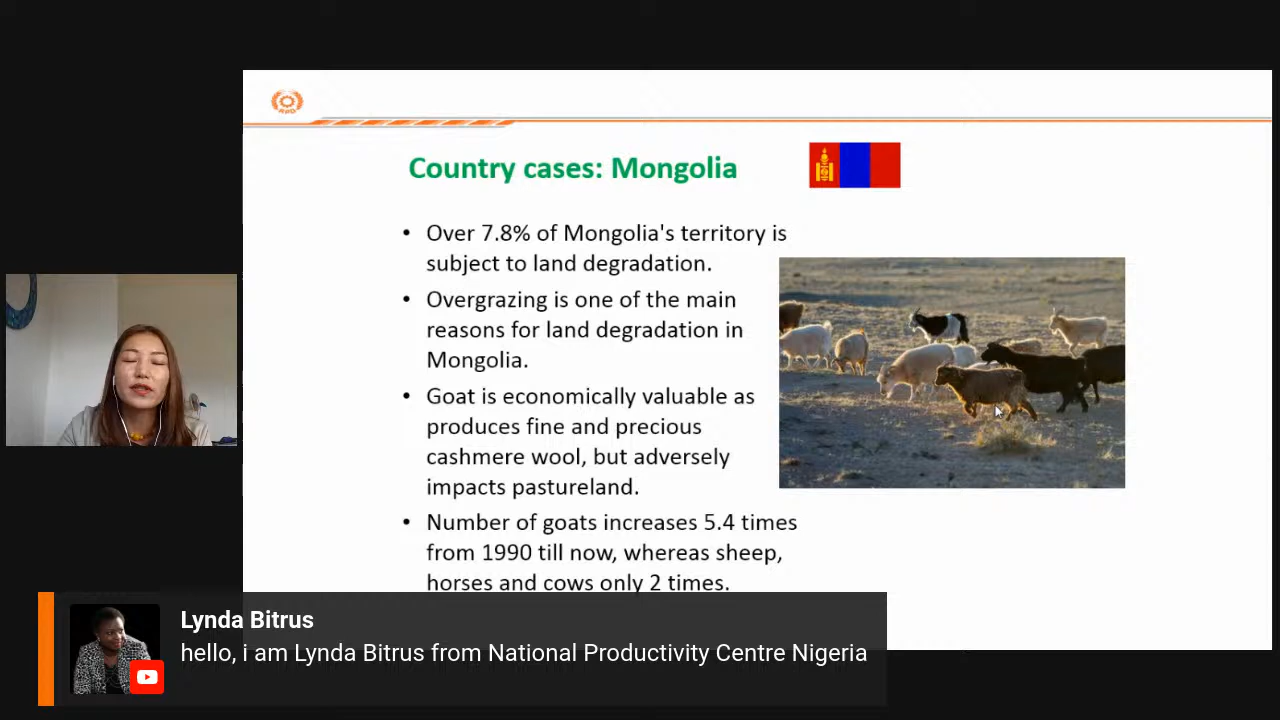 APO
Country cases: Mongolia
• Over 7.8% of Mongolia's territory is
subject to land degradation.
• Overgrazing is one of the main
reasons for land degradation in
Mongolia.
• Goat is economically valuable as
produces fine and precious
cashmere wool, but adversely
impacts pastureland.
• Number of goats increases 5.4 times
from 1990 till now, whereas sheep,
horses and cows only 2 times.
Lynda Bitrus
hello, i am Lynda Bitrus from National Productivity Centre Nigeria